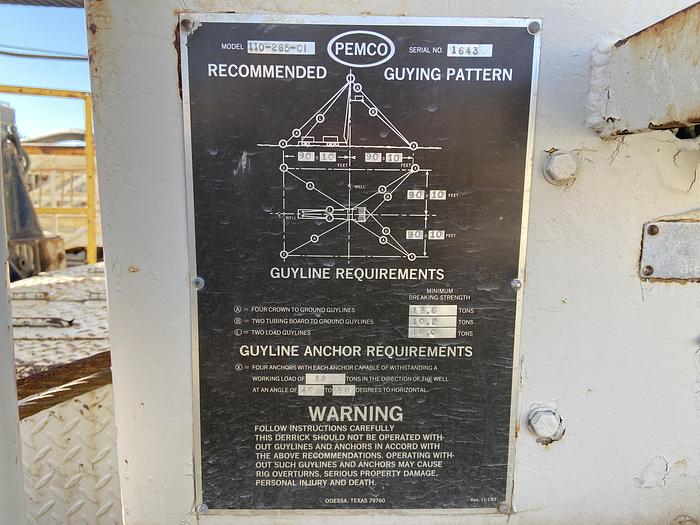 MODEL 110-265-CI PEMCO SERIAL NO. 1643
RECOMMENDED GUYING PATTERN
90 ± 10 FEET 90 ± 10 FEET
WELL
WELL
90 ± 10 FEET
90 ± 10 FEET
GUYLINE REQUIREMENTS
MINIMUM
BREAKING STRENGTH
A = FOUR CROWN TO GROUND GUYLINES TONS
B = TWO TUBING BOARD TO GROUND GUYLINES 10.2 TONS
L = TWO LOAD GUYLINES TONS
GUYLINE ANCHOR REQUIREMENTS
X = FOUR ANCHORS WITH EACH ANCHOR CAPABLE OF WITHSTANDING A
WORKING LOAD OF 12 TONS IN THE DIRECTION OF THE WELL
AT AN ANGLE OF TO DEGREES TO HORIZONTAL.
WARNING
FOLLOW INSTRUCTIONS CAREFULLY
THIS DERRICK SHOULD NOT BE OPERATED WITH-
OUT GUYLINES AND ANCHORS IN ACCORD WITH
THE ABOVE RECOMMENDATIONS. OPERATING WITH-
OUT SUCH GUYLINES AND ANCHORS MAY CAUSE
RIG OVERTURNS, SERIOUS PROPERTY DAMAGE,
PERSONAL INJURY AND DEATH.
ODESSA, TEXAS 79760